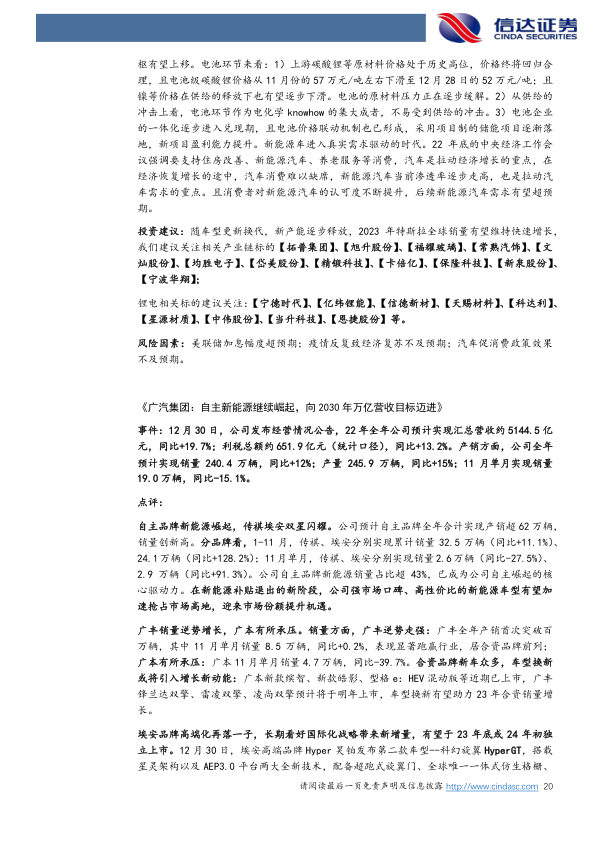 信达证券
CINDA SECURITIES
枢有望上移。电池环节来看：1）上游碳酸锂等原材料价格处于历史高位，价格终将回归合
理，且电池级碳酸锂价格从 11 月份的 57 万元/吨左右下滑至 12 月 28 日的 52 万元/吨；且
镍等价格在供给的释放下也有望逐步下滑。电池的原材料压力正在逐步缓解。2）从供给的
冲击上看，电池环节作为电化学 knowhow 的集大成者，不易受到供给的冲击。3）电池企业
的一体化逐步进入兑现期，且电池价格联动机制也已形成，采用项目制的储能项目逐渐落
地，新项目盈利能力提升。新能源车进入真实需求驱动的时代。22 年底的中央经济工作会
议强调要支持住房改善、新能源汽车、养老服务等消费，汽车是拉动经济增长的重点，在
经济恢复增长的途中，汽车消费难以缺席，新能源汽车当前渗透率逐步走高，也是拉动汽
车需求的重点。且消费者对新能源汽车的认可度不断提升，后续新能源汽车需求有望超预
期。
投资建议：随车型更新换代，新产能逐步释放，2023 年特斯拉全球销量有望维持快速增长，
我们建议关注相关产业链标的【拓普集团】、【旭升股份】、【福耀玻璃】、【常熟汽饰】、【文
灿股份】、【均胜电子】、【岱美股份】、【精锻科技】、【卡倍亿】、【保隆科技】、【新泉股份】、
【宁波华翔】；
锂电相关标的建议关注：【宁德时代】、【亿纬锂能】、【信德新材】、【天赐材料】、【科达利】、
【星源材质】、【中伟股份】、【当升科技】、【恩捷股份】等。
风险因素：美联储加息幅度超预期；疫情反复致经济复苏不及预期；汽车促消费政策效果
不及预期。
《广汽集团：自主新能源继续崛起，向 2030 年万亿营收目标迈进》
事件：12 月 30 日，公司发布经营情况公告，22 年全年公司预计实现汇总营收约 5144.5 亿
元，同比+19.7%；利税总额约 651.9 亿元（统计口径），同比+13.2%。产销方面，公司全年
预计实现销量 240.4 万辆，同比+12%；产量 245.9 万辆，同比+15%；11 月单月实现销量
19.0 万辆，同比-15.1%。
点评：
自主品牌新能源崛起，传祺埃安双星闪耀。公司预计自主品牌全年合计实现产销超 62 万辆，
销量创新高。分品牌看，1-11 月，传祺、埃安分别实现累计销量 32.5 万辆（同比+11.1%）、
24.1 万辆（同比+128.2%）；11 月单月，传祺、埃安分别实现销量 2.6 万辆（同比-27.5%）、
2.9 万辆（同比+91.3%）。公司自主品牌新能源销量占比超 43%，已成为公司自主崛起的核
心驱动力。在新能源补贴退出的新阶段，公司强市场口碑、高性价比的新能源车型有望加
速抢占市场高地，迎来市场份额提升机遇。
广丰销量逆势增长，广本有所承压。销量方面，广丰逆势走强：广丰全年产销首次突破百
万辆，其中 11 月单月销量 8.5 万辆，同比+0.2%，表现显著跑赢行业，居合资品牌前列；
广本有所承压：广本 11 月单月销量 4.7 万辆，同比-39.7%。合资品牌新车众多，车型换新
或将引入增长新动能：广本新款缤智、新款皓影、型格 e：HEV 混动版等近期已上市，广丰
锋兰达双擎、雷凌双擎、凌尚双擎预计将于明年上市，车型换新有望助力 23 年合资销量增
长。
埃安品牌高端化再落一子，长期看好国际化战略带来新增量，有望于 23 年底或 24 年初独
立上市。12 月 30 日，埃安高端品牌 Hyper 昊铂发布第二款车型--科幻旋翼 HyperGT，搭载
星灵架构以及 AEP3.0 平台两大全新技术，配备超跑式旋翼门、全球唯一一体式仿生格栅、
请阅读最后一页免责声明及信息披露 http://www.cindasc.com 20